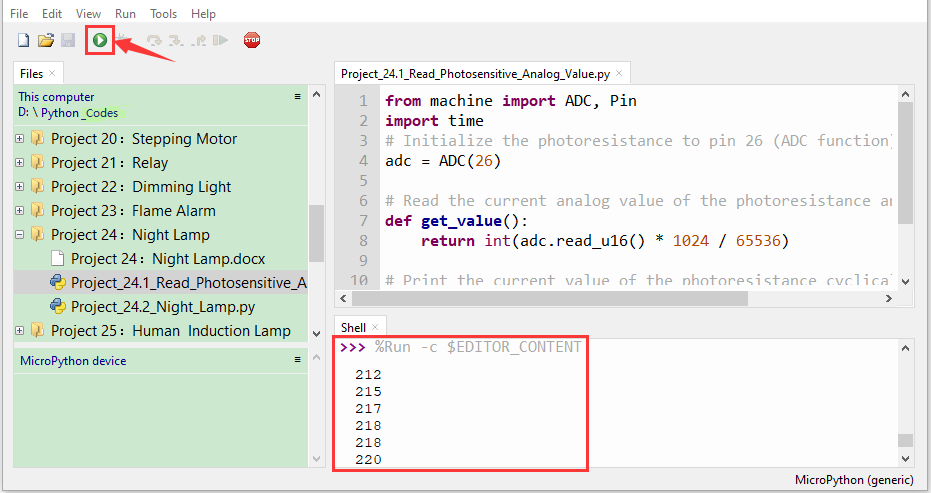 File Edit View Run Tools Help
STOP
Files ×
This computer ≡
D: \ Python _Codes
Project 20：Stepping Motor
Project 21：Relay
Project 22：Dimming Light
Project 23：Flame Alarm
Project 24：Night Lamp
Project 24：Night Lamp.docx
Project_24.1_Read_Photosensitive_A
Project_24.2_Night_Lamp.py
Project 25：Human Induction Lamp
MicroPython device ≡
Project_24.1_Read_Photosensitive_Analog_Value.py ×
1 from machine import ADC, Pin
2 import time
3 # Initialize the photoresistance to pin 26 (ADC function)
4 adc = ADC(26)
5
6 # Read the current analog value of the photoresistance an
7 def get_value():
8 return int(adc.read_u16() * 1024 / 65536)
9
10 # Print the current value of the photoresistance cyclical
Shell ×
>>> %Run -c $EDITOR_CONTENT
212
215
217
218
218
220
MicroPython (generic)